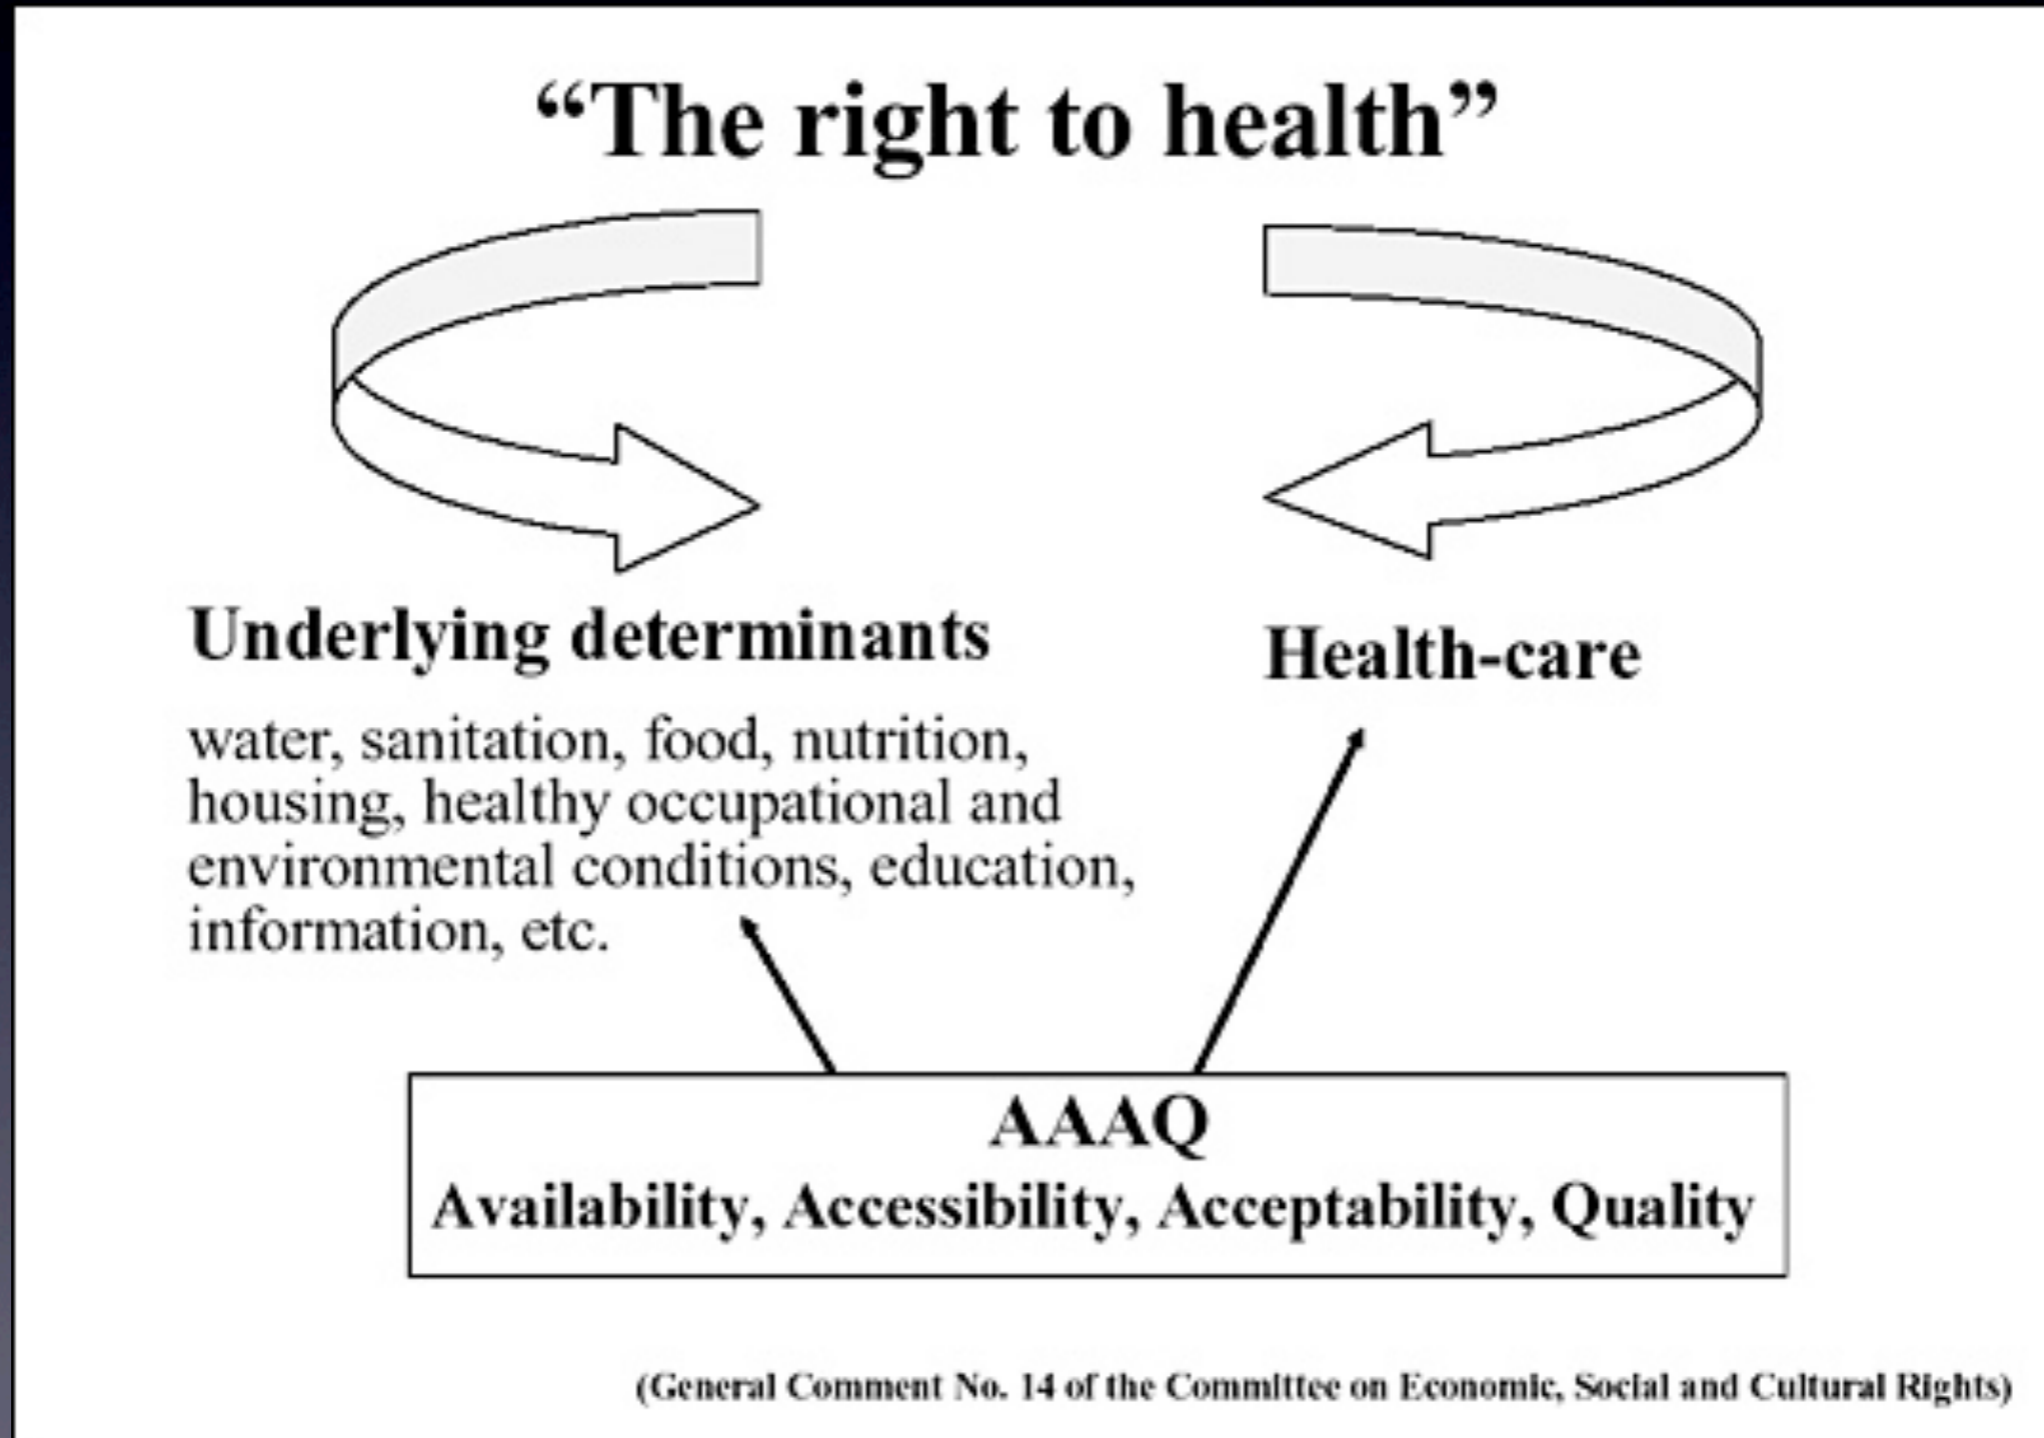 “The right to health”
Underlying determinants
water, sanitation, food, nutrition,
housing, healthy occupational and
environmental conditions, education,
information, etc.
Health-care
AAAQ
Availability, Accessibility, Acceptability, Quality
(General Comment No. 14 of the Committee on Economic, Social and Cultural Rights)